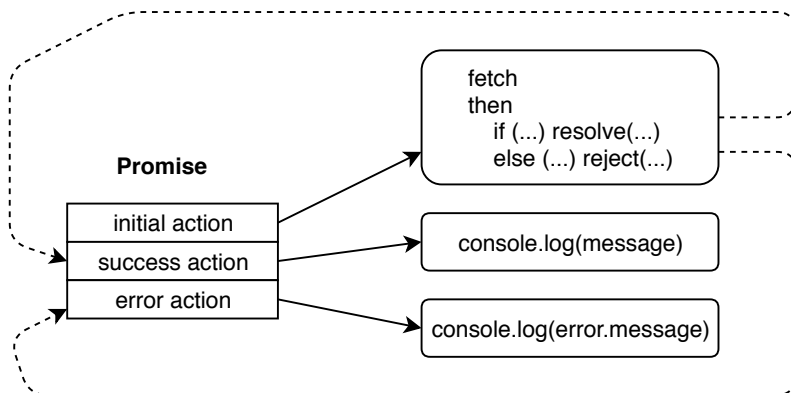 fetch
then
if (...) resolve(...)
else (...) reject(...)
Promise
initial action
success action
error action
console.log(message)
console.log(error.message)